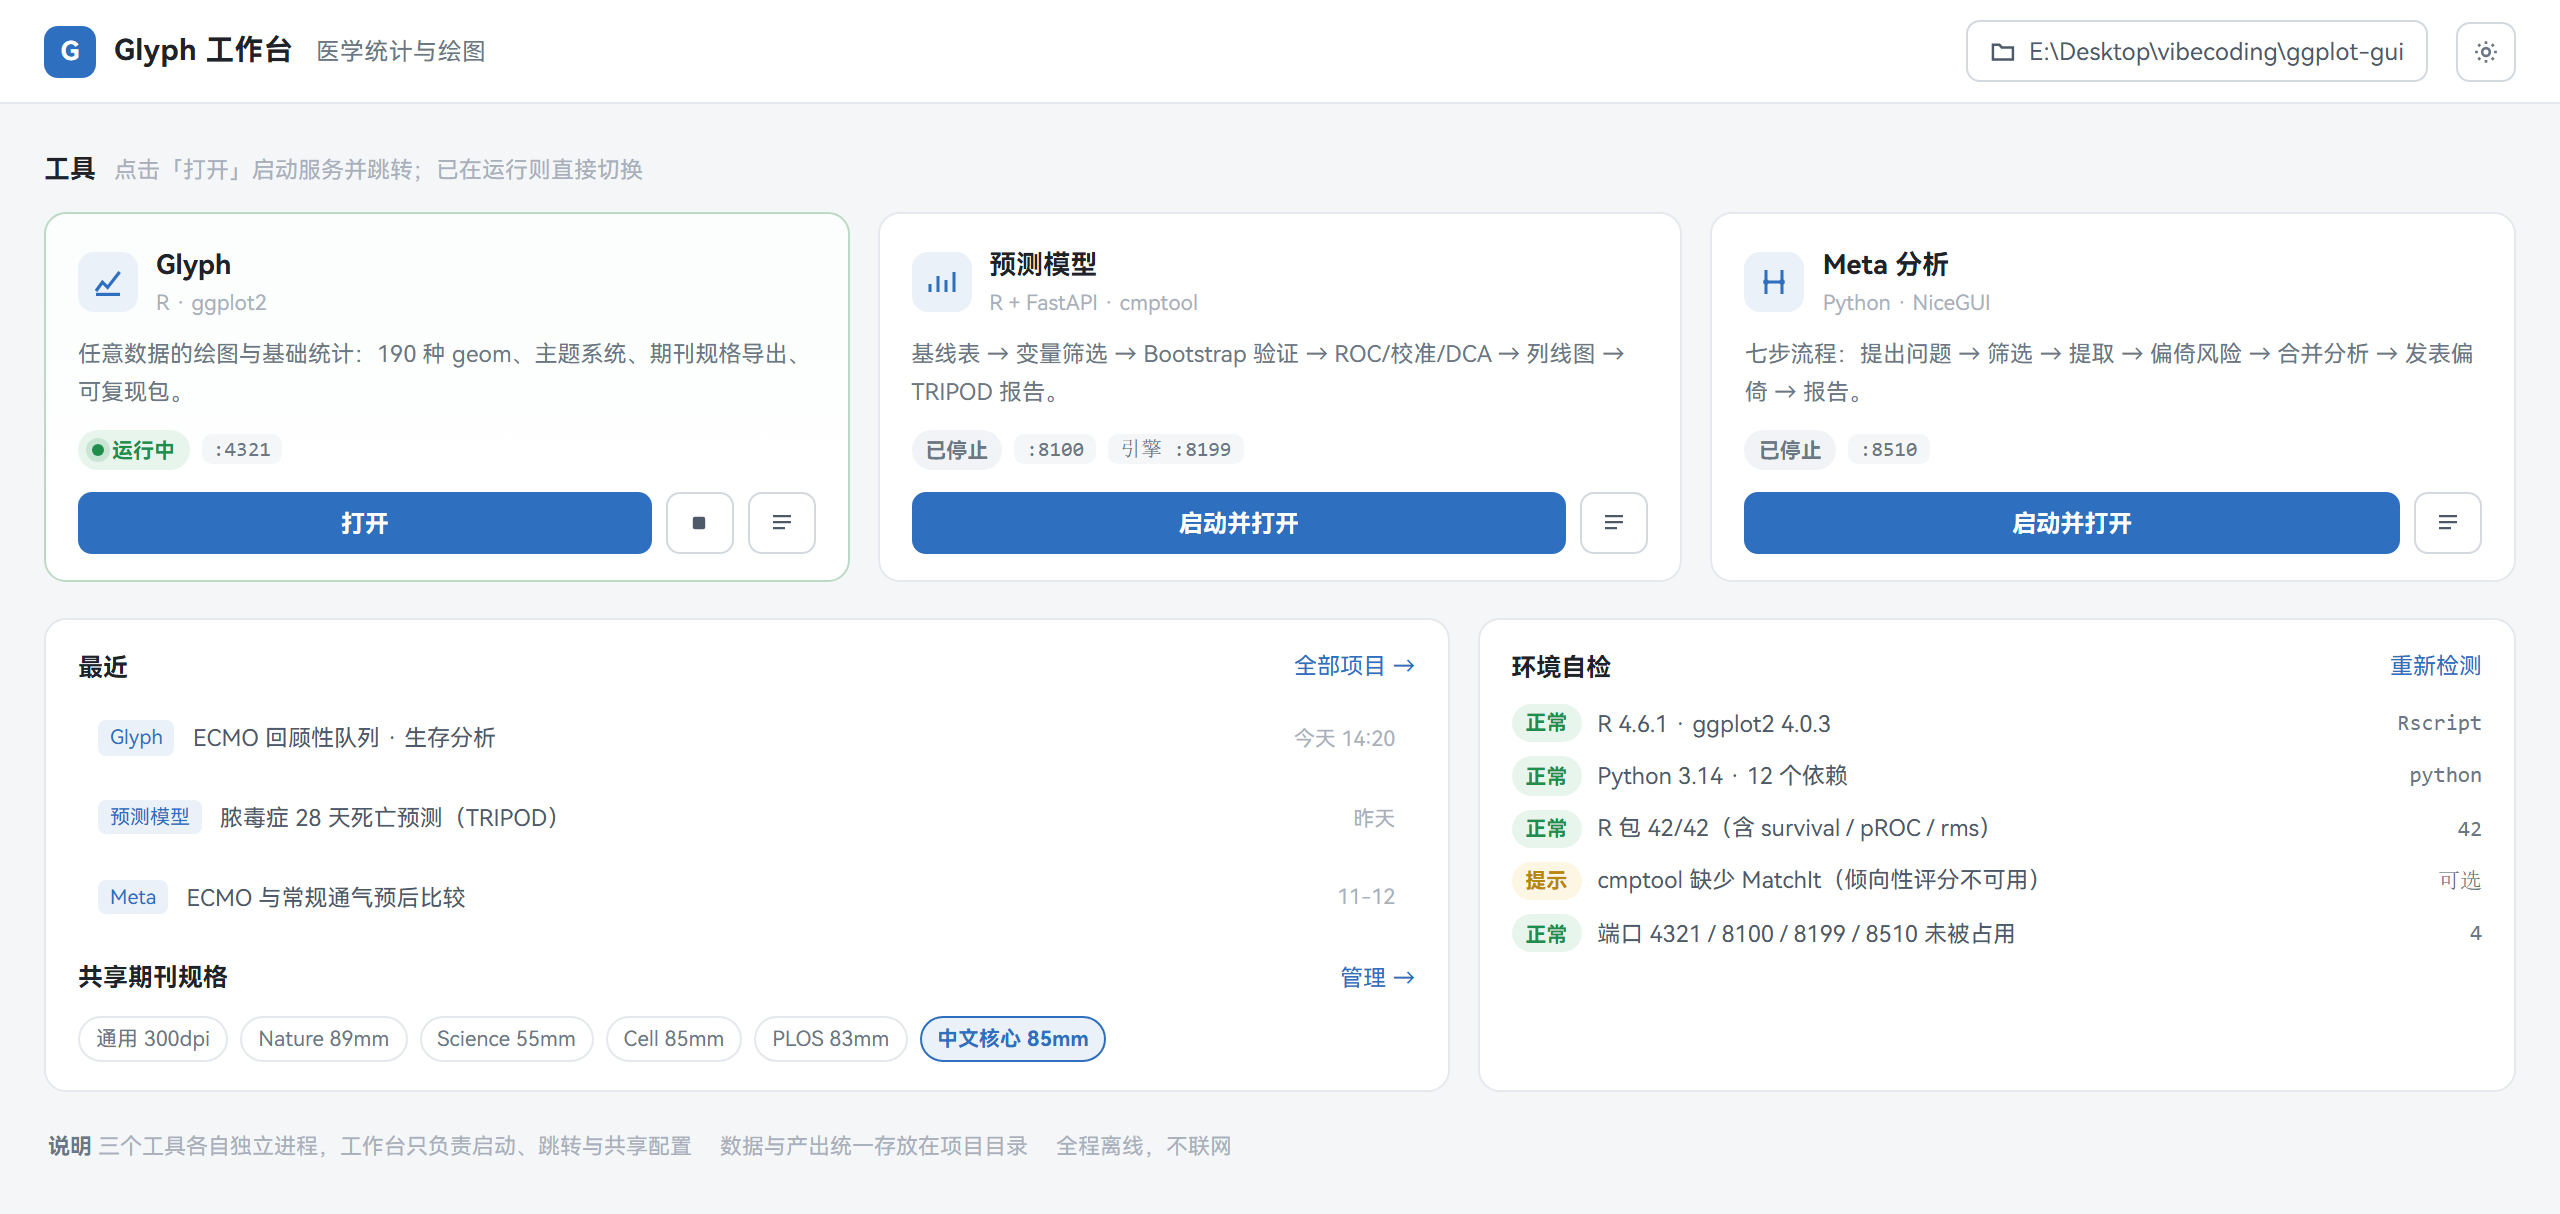 G Glyph 工作台 医学统计与绘图 E:\Desktop\vibecoding\ggplot-gui
工具 点击「打开」启动服务并跳转；已在运行则直接切换
Glyph
R · ggplot2
任意数据的绘图与基础统计：190 种 geom、主题系统、期刊规格导出、
可复现包。
运行中 :4321
打开
预测模型
R + FastAPI · cmptool
基线表 → 变量筛选 → Bootstrap 验证 → ROC/校准/DCA → 列线图 →
TRIPOD 报告。
已停止 :8100 引擎 :8199
启动并打开
Meta 分析
Python · NiceGUI
七步流程：提出问题 → 筛选 → 提取 → 偏倚风险 → 合并分析 → 发表偏
倚 → 报告。
已停止 :8510
启动并打开
最近 全部项目 →
Glyph ECMO 回顾性队列 · 生存分析 今天 14:20
预测模型 脓毒症 28 天死亡预测（TRIPOD） 昨天
Meta ECMO 与常规通气预后比较 11-12
共享期刊规格 管理 →
通用 300dpi Nature 89mm Science 55mm Cell 85mm PLOS 83mm 中文核心 85mm
环境自检 重新检测
正常 R 4.6.1 · ggplot2 4.0.3 Rscript
正常 Python 3.14 · 12 个依赖 python
正常 R 包 42/42（含 survival / pROC / rms） 42
提示 cmptool 缺少 MatchIt（倾向性评分不可用） 可选
正常 端口 4321 / 8100 / 8199 / 8510 未被占用 4
说明 三个工具各自独立进程，工作台只负责启动、跳转与共享配置 数据与产出统一存放在项目目录 全程离线，不联网